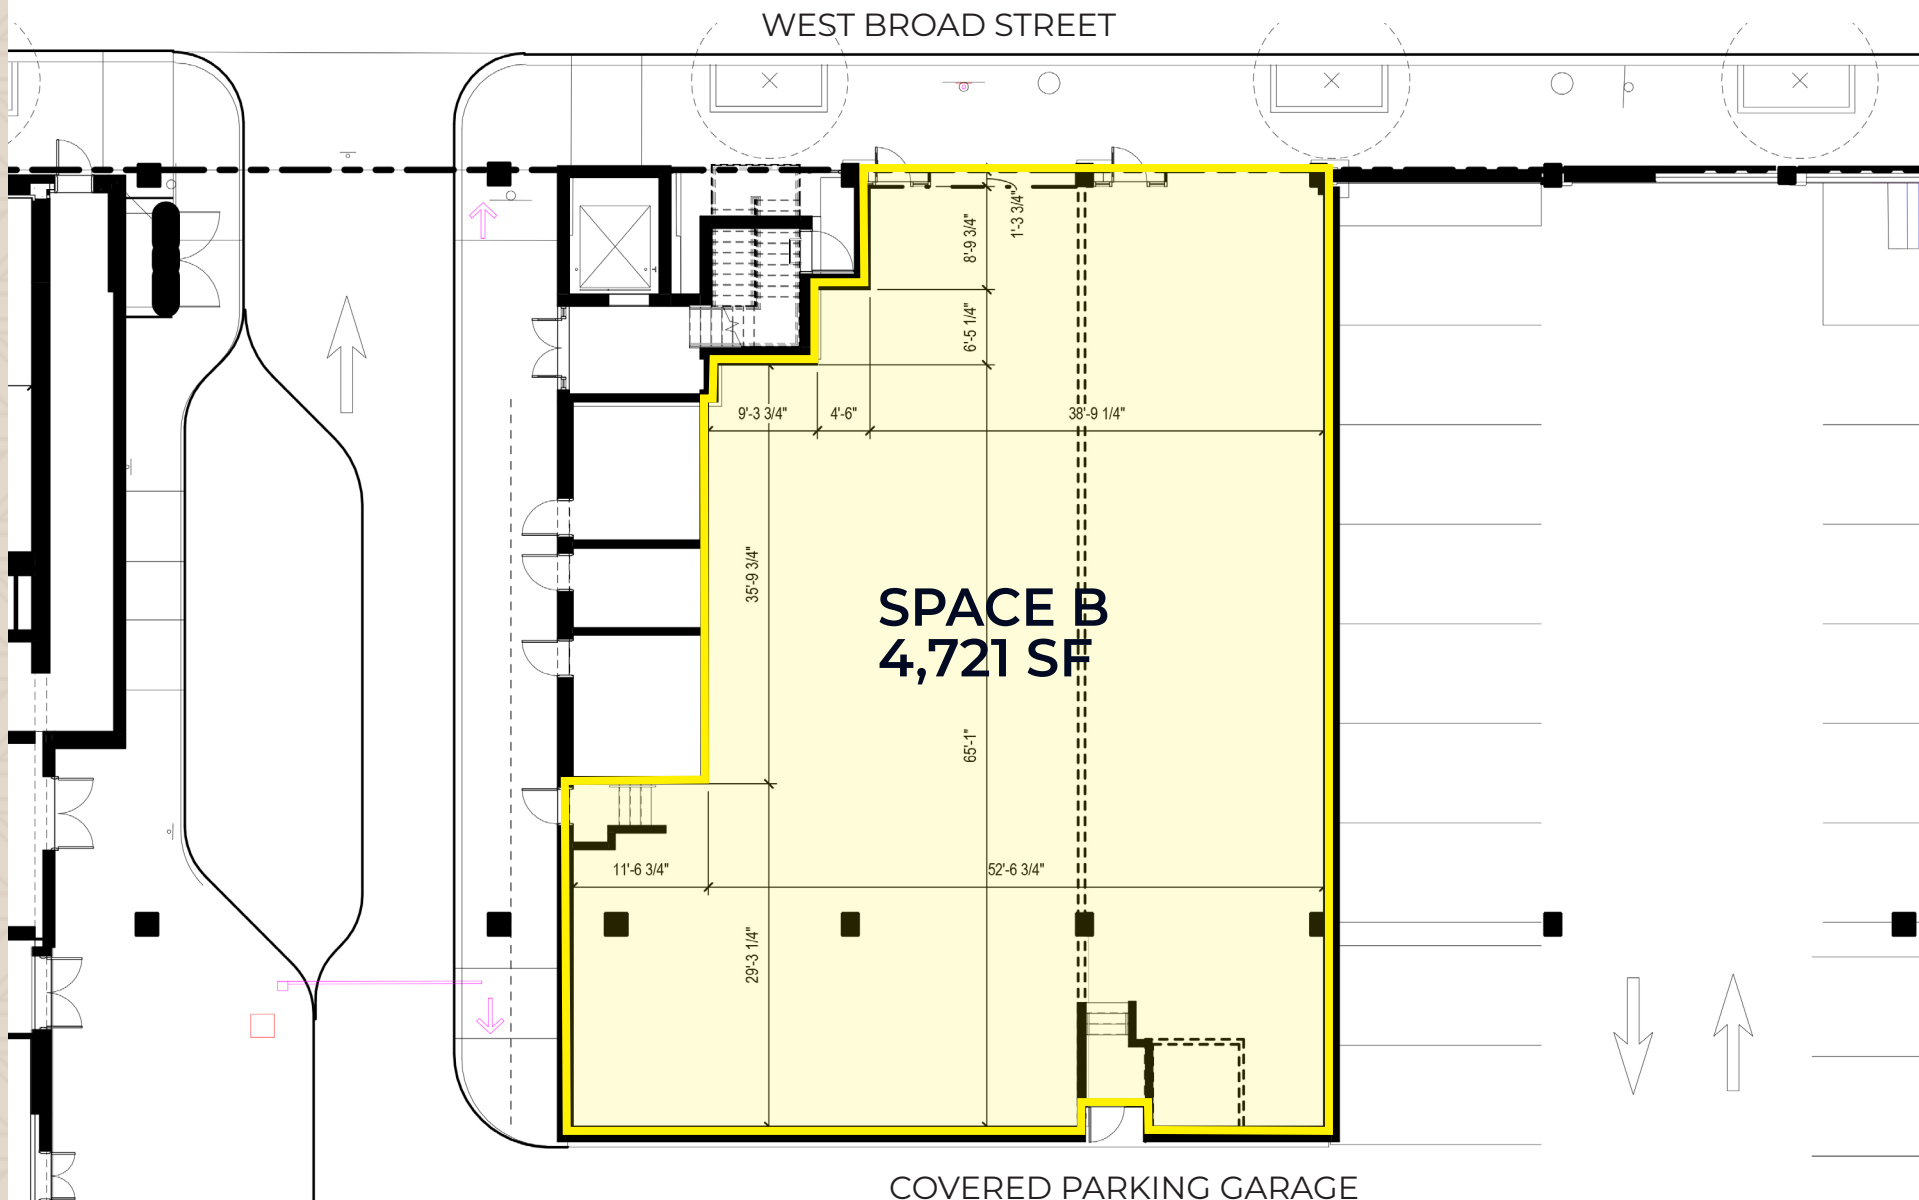 WEST BROAD STREET
1'-3 3/4"
8'-9 3/4"
6'-5 1/4"
9'-3 3/4"
4'-6"
38'-9 1/4"
35'-9 3/4"
SPACE B
4,721 SF
65'-1"
11'-6 3/4"
52'-6 3/4"
29'-3 1/4"
COVERED PARKING GARAGE